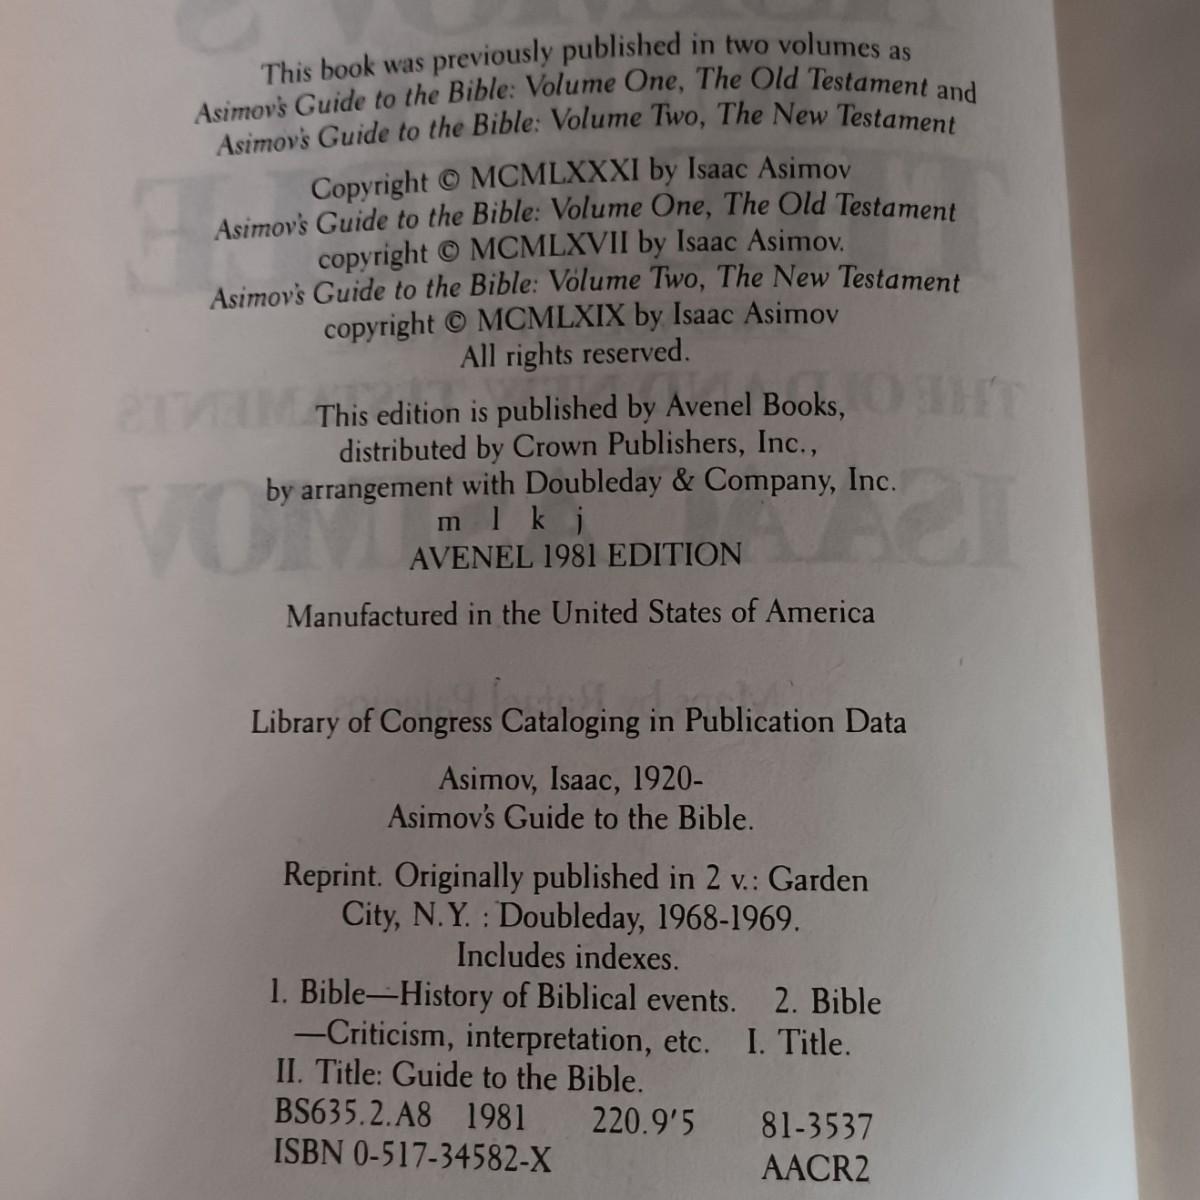 This book was previously published in two volumes as
Asimov's Guide to the Bible: Volume One, The Old Testament and
Asimov's Guide to the Bible: Volume Two, The New Testament
Copyright © MCMLXXXI by Isaac Asimov
Asimov's Guide to the Bible: Volume One, The Old Testament
copyright © MCMLXVII by Isaac Asimov.
Asimov's Guide to the Bible: Volume Two, The New Testament
copyright © MCMLXIX by Isaac Asimov
All rights reserved.
This edition is published by Avenel Books,
distributed by Crown Publishers, Inc.,
by arrangement with Doubleday & Company, Inc.
m l k j
AVENEL 1981 EDITION
Manufactured in the United States of America
Library of Congress Cataloging in Publication Data
Asimov, Isaac, 1920-
Asimov's Guide to the Bible.
Reprint. Originally published in 2 v.: Garden
City, N.Y. : Doubleday, 1968-1969.
Includes indexes.
1. Bible—History of Biblical events. 2. Bible
—Criticism, interpretation, etc. I. Title.
II. Title: Guide to the Bible.
BS635.2.A8 1981 220.9'5 81-3537
ISBN 0-517-34582-X AACR2